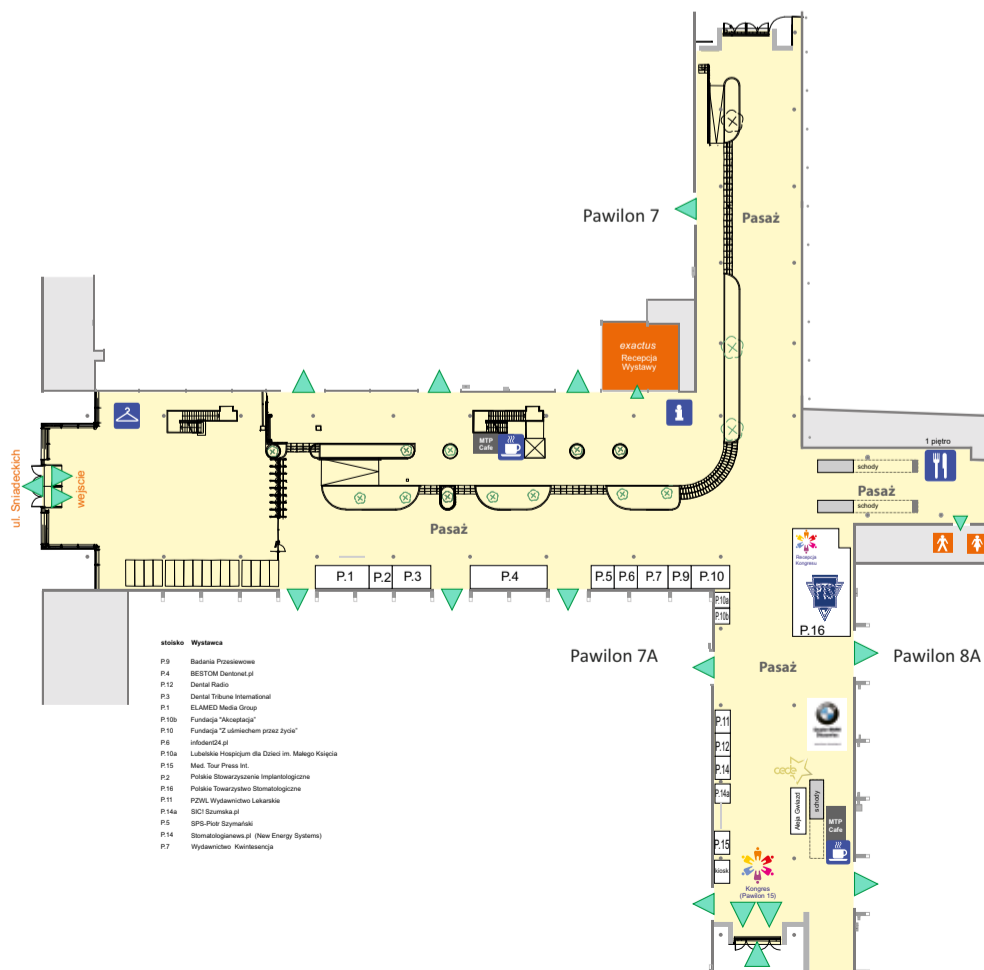 Pawilon 7
Pasaż
exactus
Recepcja
Wystawy
MTP
Cafe
ul. Sniadeckich
wejscie
1 piętro
schody
Pasaż
schody
Pasaż
Recepcja
Kongresu
PTS
P.16
P.1
P.2
P.3
P.4
P.5
P.6
P.7
P.9
P.10
P.10a
P.10b
Pawilon 7A
Pasaż
Pawilon 8A
P.11
P.12
P.14
P.14a
P.15
kiosk
cede
Aleja Gwiazd
schody
MTP
Cafe
Kongres
(Pawilon 15)
stoisko Wystawca
P.9 Badania Przesiewowe
P.4 BESTOM Dentonet.pl
P.12 Dental Radio
P.3 Dental Tribune International
P.1 ELAMED Media Group
P.10b Fundacja "Akceptacja"
P.10 Fundacja "Z uśmiechem przez życie"
P.6 infodent24.pl
P.10a Lubelskie Hospicjum dla Dzieci im. Małego Księcia
P.15 Med. Tour Press Int.
P.2 Polskie Stowarzyszenie Implantologiczne
P.16 Polskie Towarzystwo Stomatologiczne
P.11 PZWL Wydawnictwo Lekarskie
P.14a SIC! Szumska.pl
P.5 SPS-Piotr Szymański
P.14 Stomatologianews.pl (New Energy Systems)
P.7 Wydawnictwo Kwintesencja